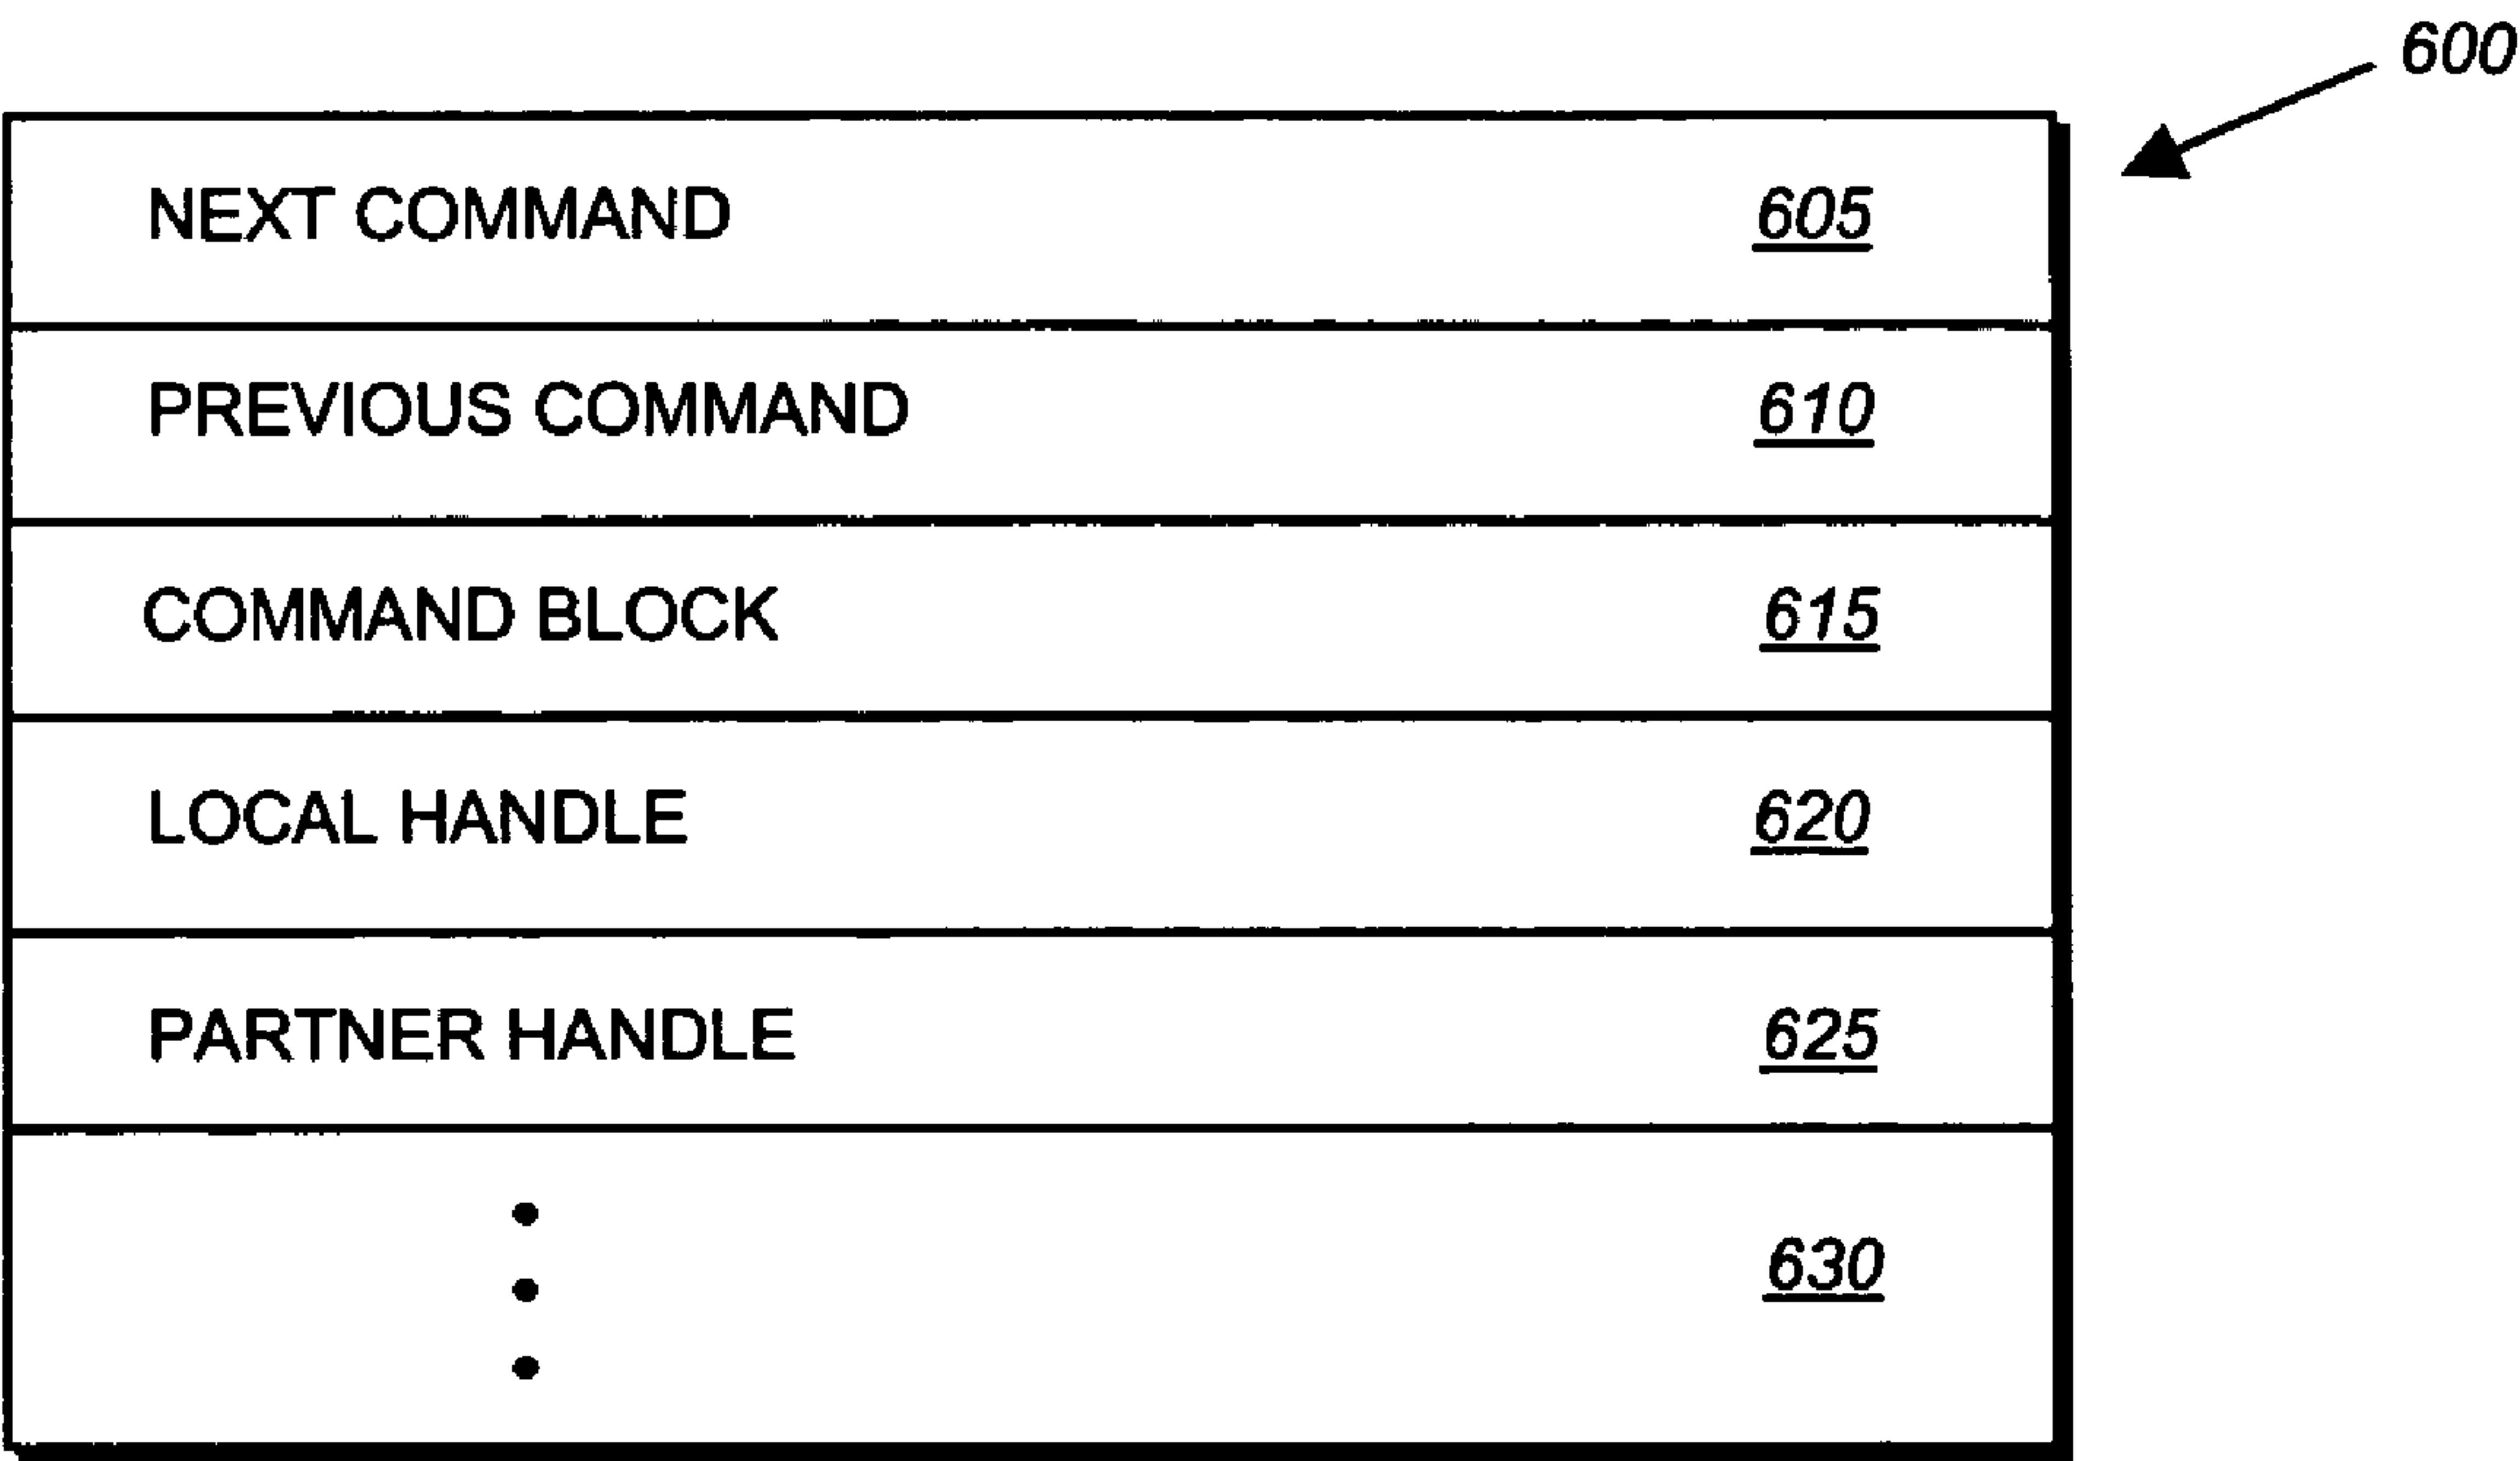 600
NEXT COMMAND 605
PREVIOUS COMMAND 610
COMMAND BLOCK 615
LOCAL HANDLE 620
PARTNER HANDLE 625
630